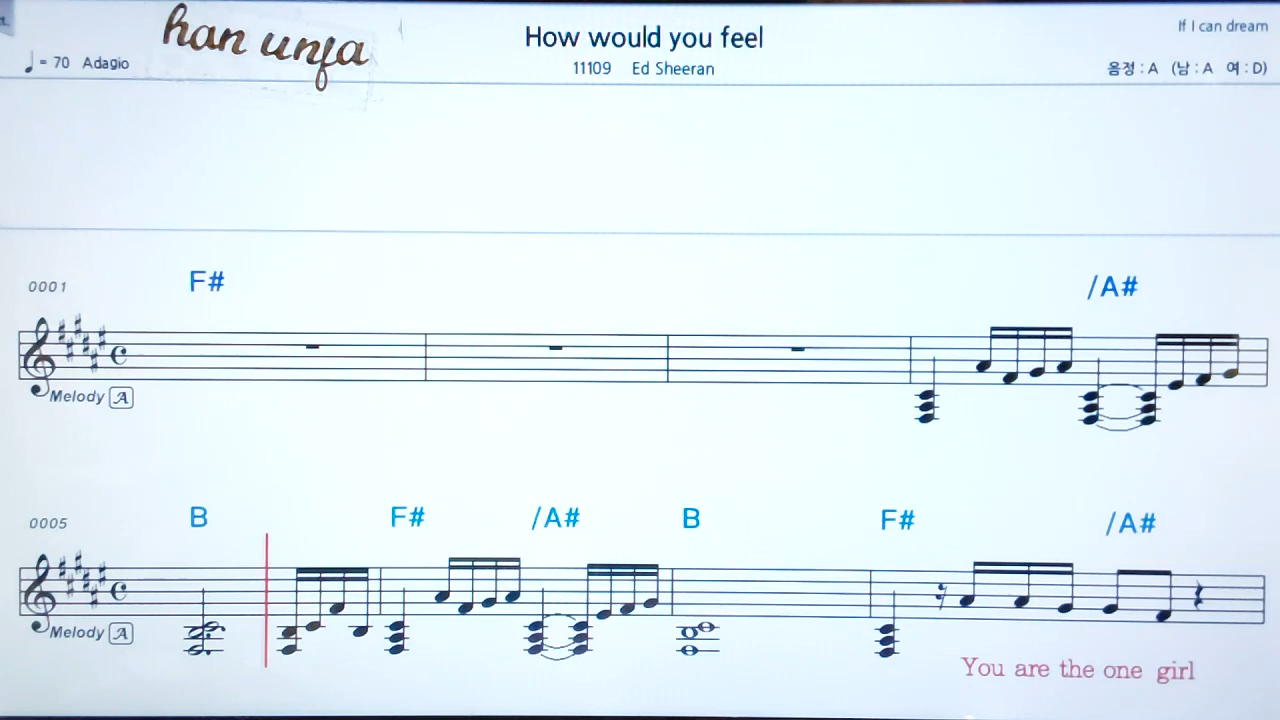 han unja
How would you feel
If I can dream
♩ = 70 Adagio
11109 Ed Sheeran
음정 : A (남 : A 여 : D)
0001 F# /A#
Melody A
0005 B F# /A# B F# /A#
Melody A
You are the one girl